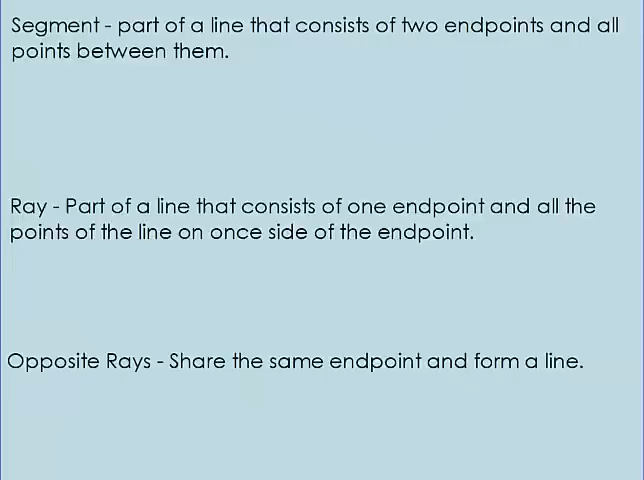 Segment - part of a line that consists of two endpoints and all
points between them.
Ray - Part of a line that consists of one endpoint and all the
points of the line on once side of the endpoint.
Opposite Rays - Share the same endpoint and form a line.